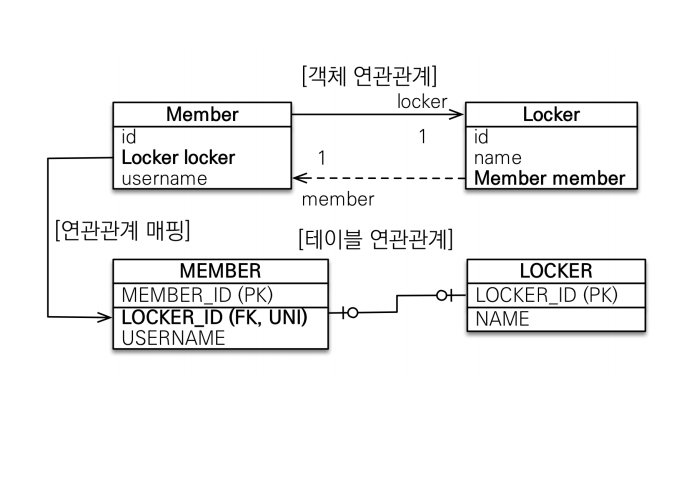 [객체 연관관계]
locker
Member
Locker
id
Locker locker
username
1
1
id
name
Member member
member
[연관관계 매핑]
[테이블 연관관계]
MEMBER
MEMBER_ID (PK)
LOCKER_ID (FK, UNI)
USERNAME
LOCKER
LOCKER_ID (PK)
NAME